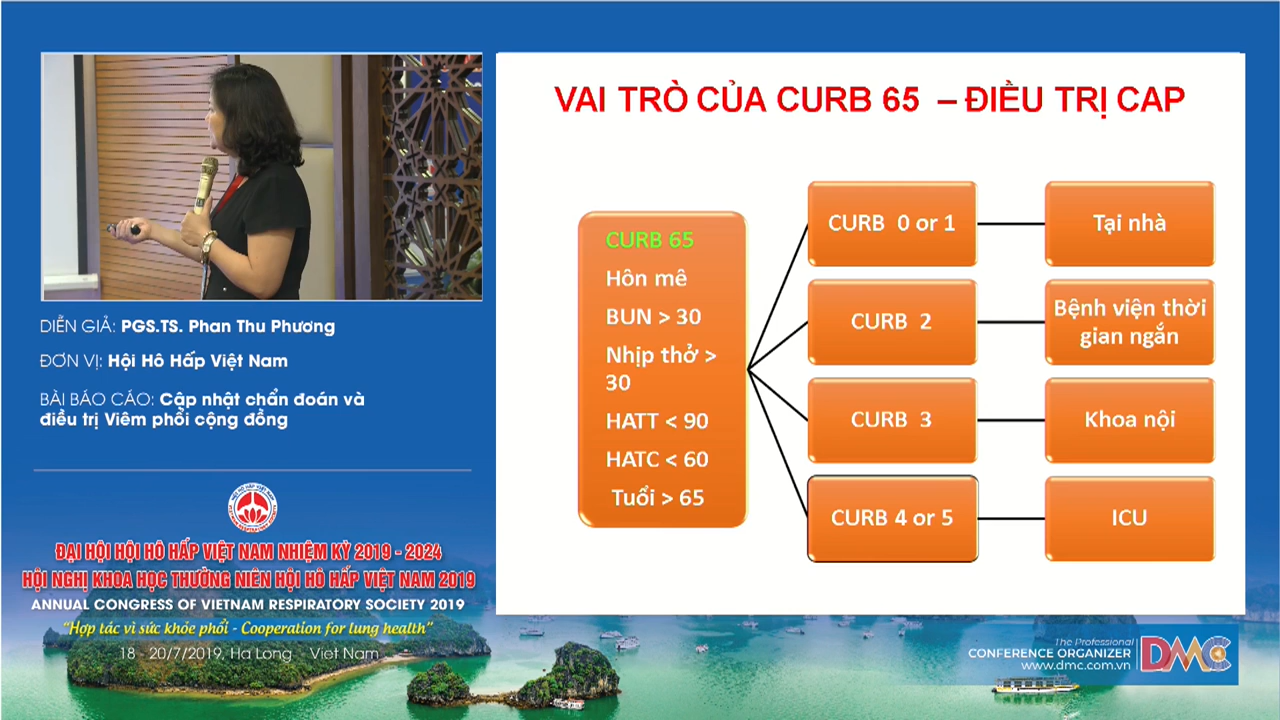 DIỄN GIẢ: PGS.TS. Phan Thu Phương
ĐƠN VỊ: Hội Hô Hấp Việt Nam
BÀI BÁO CÁO: Cập nhật chẩn đoán và
điều trị Viêm phổi cộng đồng
ĐẠI HỘI HỘI HÔ HẤP VIỆT NAM NHIỆM KỲ 2019 - 2024
HỘI NGHỊ KHOA HỌC THƯỜNG NIÊN HỘI HÔ HẤP VIỆT NAM 2019
ANNUAL CONGRESS OF VIETNAM RESPIRATORY SOCIETY 2019
"Hợp tác vì sức khỏe phổi - Cooperation for lung health"
18 - 20/7/2019, Ha Long Viet Nam
VAI TRÒ CỦA CURB 65 – ĐIỀU TRỊ CAP
CURB 65
Hôn mê
BUN > 30
Nhịp thở >
30
HATT < 90
HATC < 60
Tuổi > 65
CURB 0 or 1
Tại nhà
CURB 2
Bệnh viện thời
gian ngắn
CURB 3
Khoa nội
CURB 4 or 5
ICU
The Professional
CONFERENCE ORGANIZER
www.dmc.com.vn
DMC